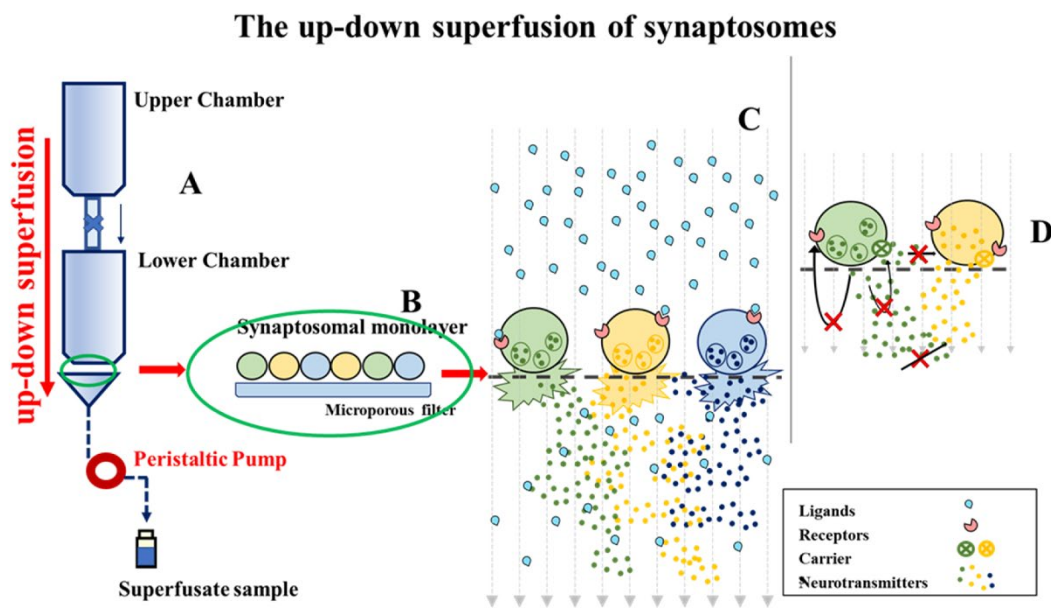 The up-down superfusion of synaptosomes
up-down superfusion
Upper Chamber
A
Lower Chamber
B
Synaptosomal monolayer
Microporous filter
Peristaltic Pump
Superfusate sample
C
D
Ligands
Receptors
Carrier
Neurotransmitters